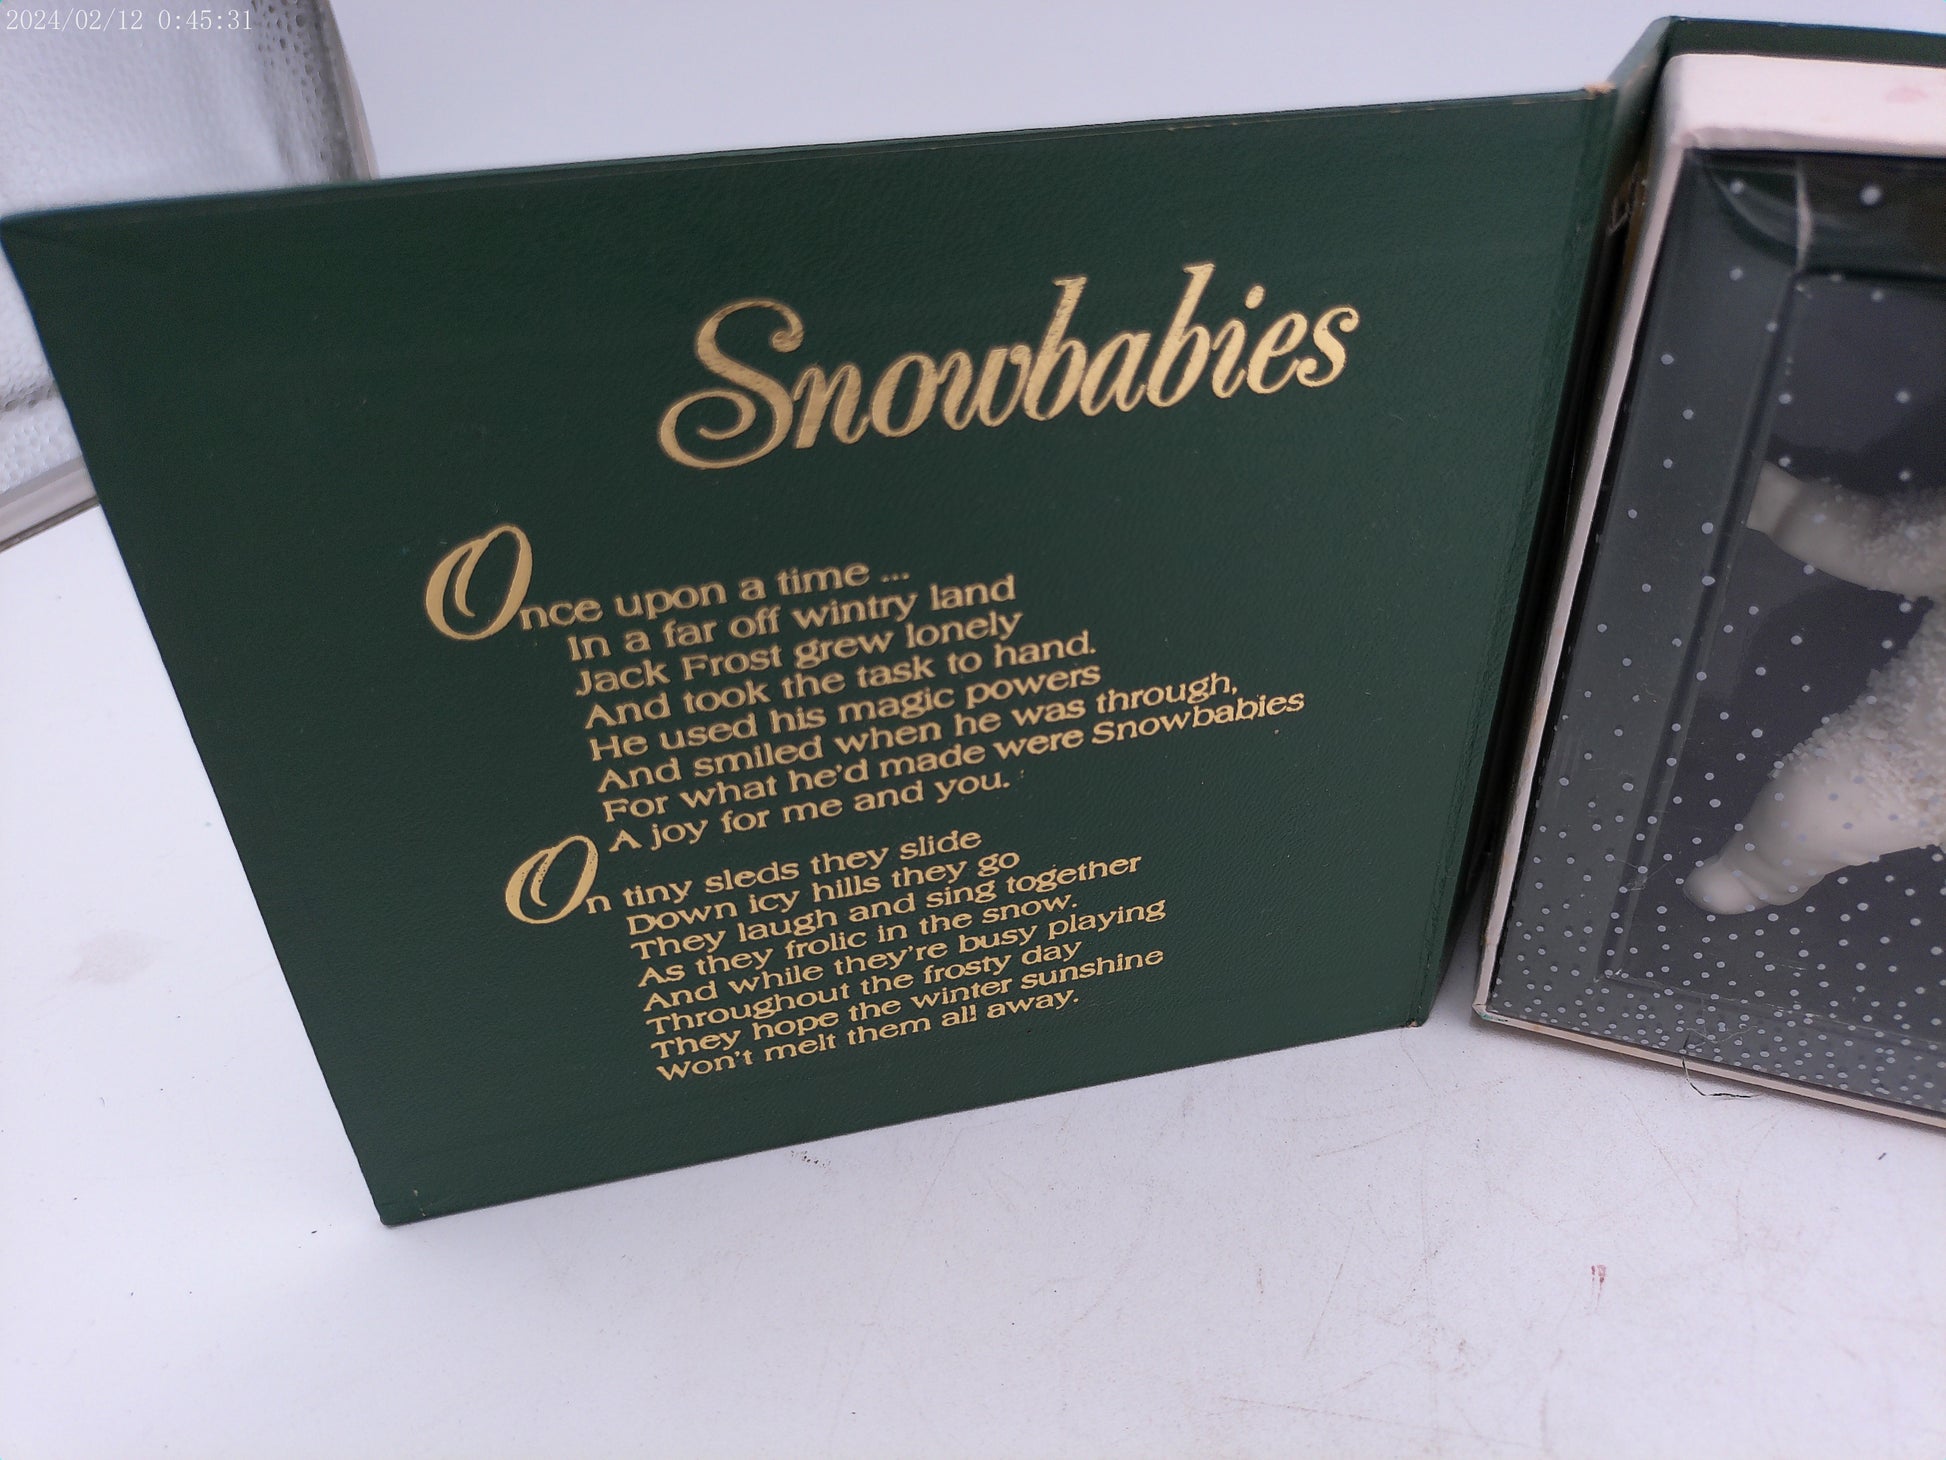 2024/02/12 0:45:31
Snowbabies
Once upon a time ...
In a far off wintry land
Jack Frost grew lonely
And took the task to hand.
He used his magic powers
And smiled when he was through,
For what he'd made were Snowbabies
A joy for me and you.
On tiny sleds they slide
Down icy hills they go
They laugh and sing together
As they frolic in the snow.
And while they're busy playing
Throughout the frosty day
They hope the winter sunshine
Won't melt them all away.